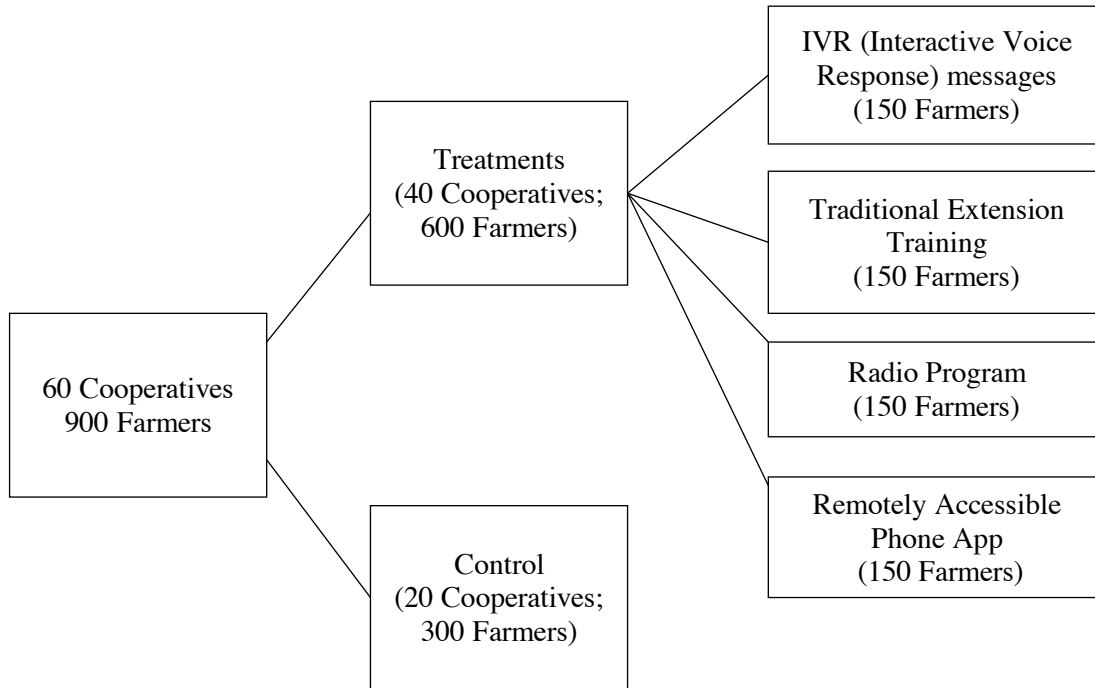 60 Cooperatives
900 Farmers
Treatments
(40 Cooperatives;
600 Farmers)
Control
(20 Cooperatives;
300 Farmers)
IVR (Interactive Voice
Response) messages
(150 Farmers)
Traditional Extension
Training
(150 Farmers)
Radio Program
(150 Farmers)
Remotely Accessible
Phone App
(150 Farmers)